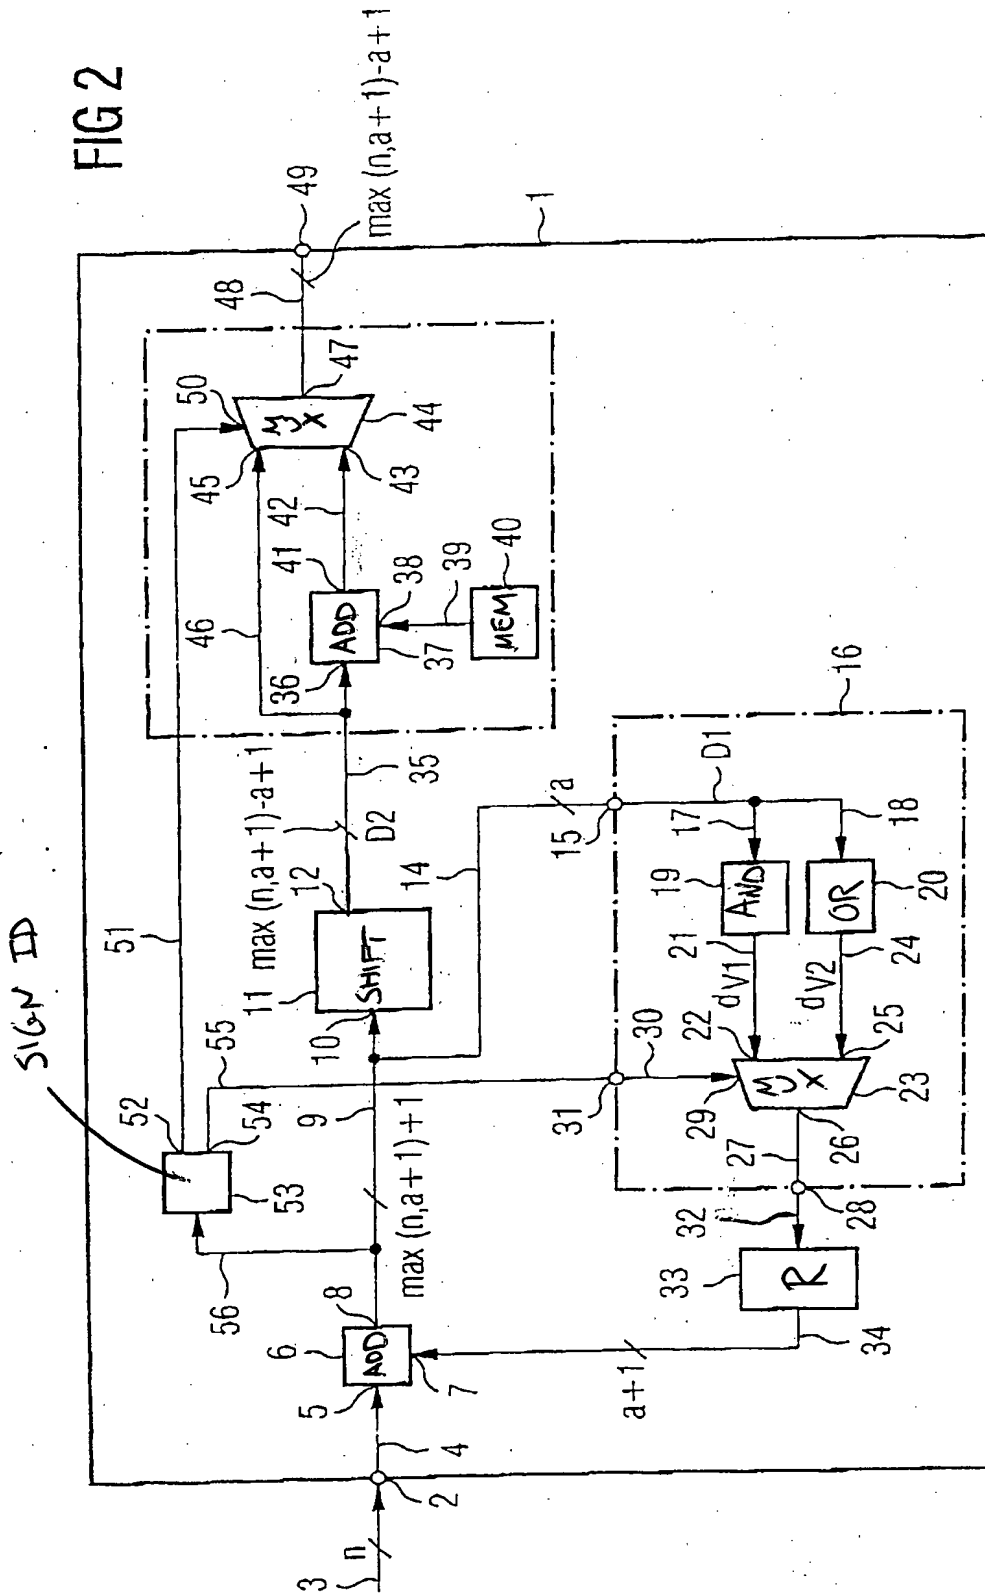 FIG 2
SIGN ID
3
n
2
4
5
6
ADD
7
8
56
53
52
54
55
51
9
max (n,a+1)+1
10
11
SHIFT
12
max (n,a+1)-a+1
D2
35
14
a
15
36
ADD
37
38
39
MEM
40
41
42
43
44
45
46
MUX
50
47
48
49
max (n,a+1)-a+1
1
16
D1
17
18
19
AND
20
OR
21
dV1
22
24
dV2
25
MUX
23
26
27
28
29
30
31
32
33
R
34
a+1